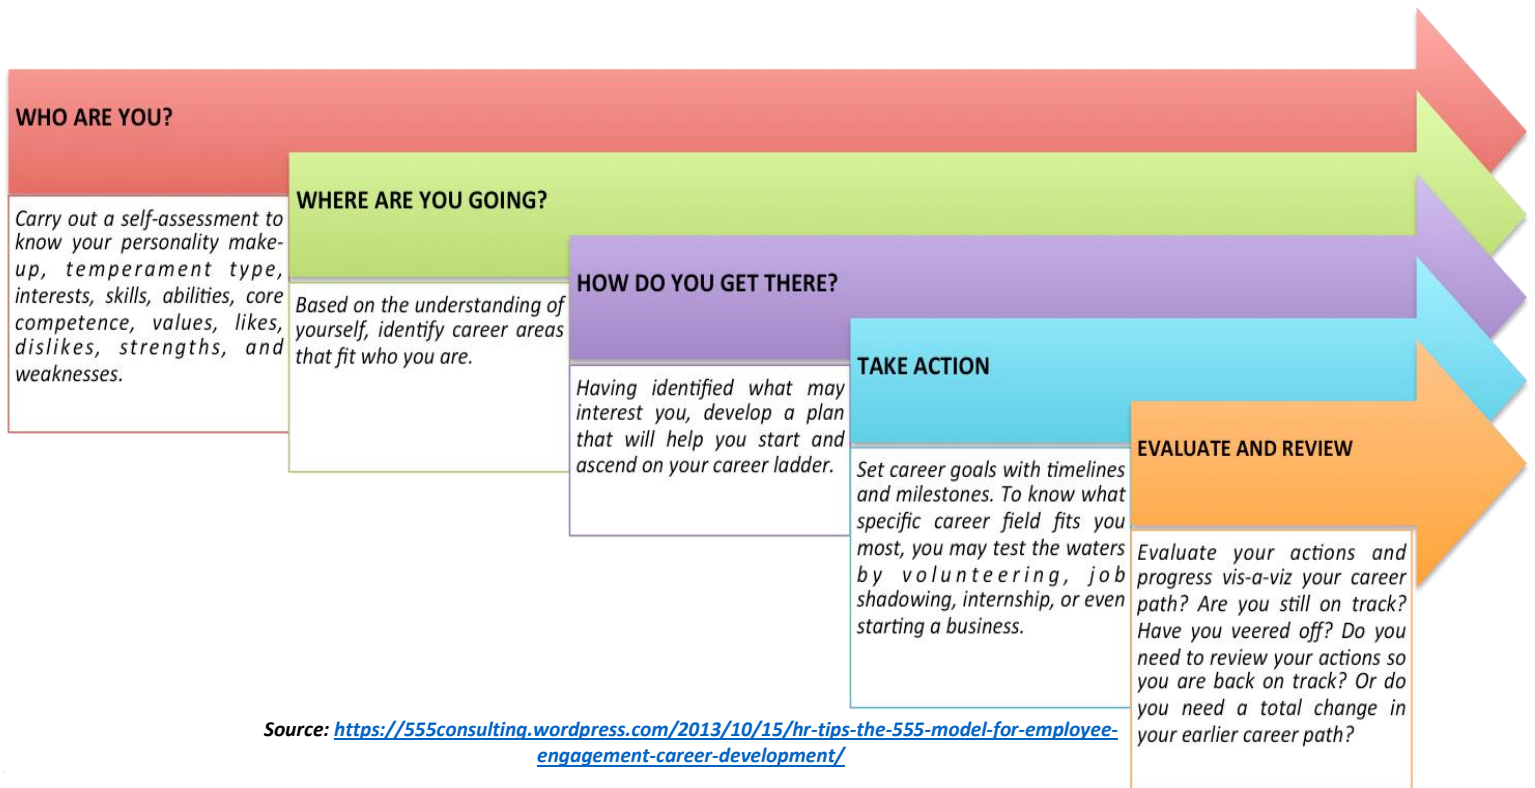 WHO ARE YOU?
Carry out a self-assessment to
know your personality make-
up, temperament type,
interests, skills, abilities, core
competence, values, likes,
dislikes, strengths, and
weaknesses.
WHERE ARE YOU GOING?
Based on the understanding of
yourself, identify career areas
that fit who you are.
HOW DO YOU GET THERE?
Having identified what may
interest you, develop a plan
that will help you start and
ascend on your career ladder.
TAKE ACTION
Set career goals with timelines
and milestones. To know what
specific career field fits you
most, you may test the waters
by volunteering, job
shadowing, internship, or even
starting a business.
EVALUATE AND REVIEW
Evaluate your actions and
progress vis-a-viz your career
path? Are you still on track?
Have you veered off? Do you
need to review your actions so
you are back on track? Or do
you need a total change in
your earlier career path?
Source: https://555consulting.wordpress.com/2013/10/15/hr-tips-the-555-model-for-employee-
engagement-career-development/